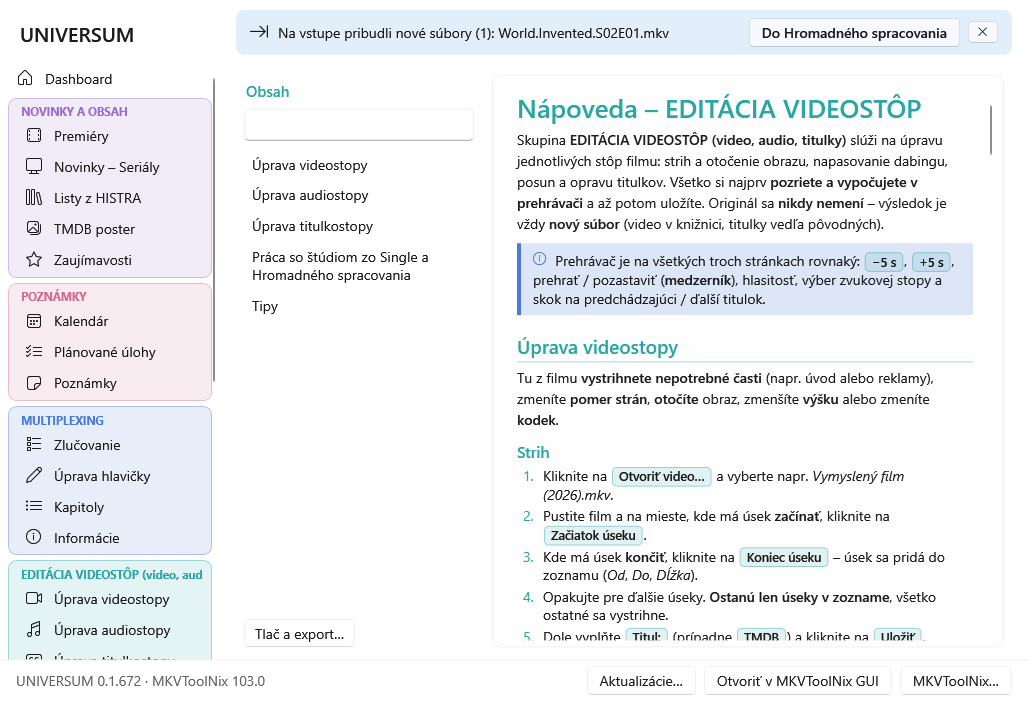 UNIVERSUM
Na vstupe pribudli nové súbory (1): World.Invented.S02E01.mkv
Do Hromadného spracovania
Dashboard
NOVINKY A OBSAH
Premiéry
Novinky – Seriály
Listy z HISTRA
TMDB poster
Zaujímavosti
POZNÁMKY
Kalendár
Plánované úlohy
Poznámky
MULTIPLEXING
Zlučovanie
Úprava hlavičky
Kapitoly
Informácie
EDITÁCIA VIDEOSTÔP (video, aud
Úprava videostopy
Úprava audiostopy
Úprava titulkostopy
Obsah
Úprava videostopy
Úprava audiostopy
Úprava titulkostopy
Práca so štúdiom zo Single a
Hromadného spracovania
Tipy
Tlač a export...
Nápoveda – EDITÁCIA VIDEOSTÔP
Skupina EDITÁCIA VIDEOSTÔP (video, audio, titulky) slúži na úpravu
jednotlivých stôp filmu: strih a otočenie obrazu, napasovanie dabingu,
posun a opravu titulkov. Všetko si najprv pozriete a vypočujete v
prehrávači a až potom uložíte. Originál sa nikdy nemení – výsledok je
vždy nový súbor (video v knižnici, titulky vedľa pôvodných).
Prehrávač je na všetkých troch stránkach rovnaký: −5 s, +5 s,
prehrať / pozastaviť (medzerník), hlasitosť, výber zvukovej stopy a
skok na predchádzajúci / ďalší titulok.
Úprava videostopy
Tu z filmu vystrihnete nepotrebné časti (napr. úvod alebo reklamy),
zmeníte pomer strán, otočíte obraz, zmenšíte výšku alebo zmeníte
kodek.
Strih
1. Kliknite na Otvoriť video... a vyberte napr. Vymyslený film
(2026).mkv.
2. Pustite film a na mieste, kde má úsek začínať, kliknite na
Začiatok úseku.
3. Kde má úsek končiť, kliknite na Koniec úseku – úsek sa pridá do
zoznamu (Od, Do, Dĺžka).
4. Opakujte pre ďalšie úseky. Ostanú len úseky v zozname, všetko
ostatné sa vystrihne.
5. Dole vyplňte Titul: (prípadne TMDB) a kliknite na Uložiť.
UNIVERSUM 0.1.672 · MKVToolNix 103.0
Aktualizácie...
Otvoriť v MKVToolNix GUI
MKVToolNix...